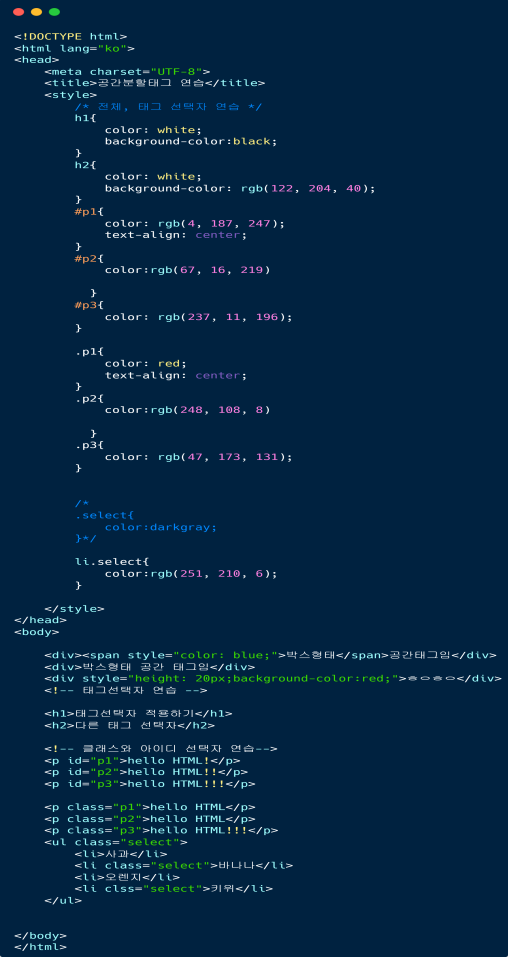 <!DOCTYPE html>
<html lang="ko">
<head>
    <meta charset="UTF-8">
    <title>공간분할태그 연습</title>
    <style>
        /* 전체, 태그 선택자 연습 */
        h1{
            color: white;
            background-color:black;
        }
        h2{
            color: white;
            background-color: rgb(122, 204, 40);
        }
        #p1{
            color: rgb(4, 187, 247);
            text-align: center;
        }
        #p2{
            color:rgb(67, 16, 219)

          }
        #p3{
            color: rgb(237, 11, 196);
        }

        .p1{
            color: red;
            text-align: center;
        }
        .p2{
            color:rgb(248, 108, 8)

          }
        .p3{
            color: rgb(47, 173, 131);
        }


        /*
        .select{
            color:darkgray;
        }*/

        li.select{
            color:rgb(251, 210, 6);
        }

    </style>
</head>
<body>

    <div><span style="color: blue;">박스형태</span>공간태그임</div>
    <div>박스형태 공간 태그임</div>
    <div style="height: 20px;background-color:red;">ㅎㅇㅎㅇ</div>
    <!-- 태그선택자 연습 -->

    <h1>태그선택자 적용하기</h1>
    <h2>다른 태그 선택자</h2>

    <!-- 클래스와 아이디 선택자 연습-->
    <p id="p1">hello HTML!</p>
    <p id="p2">hello HTML!!</p>
    <p id="p3">hello HTML!!!</p>

    <p class="p1">hello HTML</p>
    <p class="p2">hello HTML</p>
    <p class="p3">hello HTML!!!</p>
    <ul class="select">
        <li>사과</li>
        <li class="select">바나나</li>
        <li>오렌지</li>
        <li clss="select">키위</li>
    </ul>


</body>
</html>